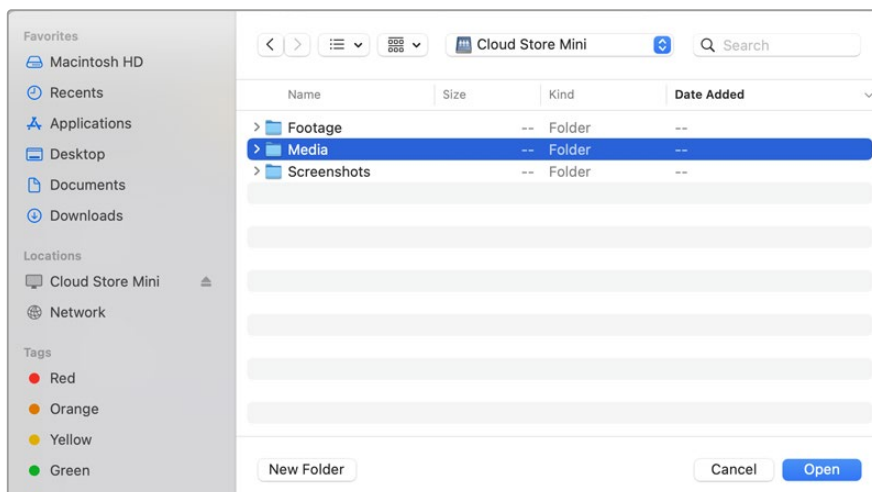 Favorites
Macintosh HD
Recents
Applications
Desktop
Documents
Downloads
Locations
Cloud Store Mini
Network
Tags
Red
Orange
Yellow
Green
Cloud Store Mini
Search
Name Size Kind Date Added
Footage -- Folder --
Media -- Folder --
Screenshots -- Folder --
New Folder Cancel Open